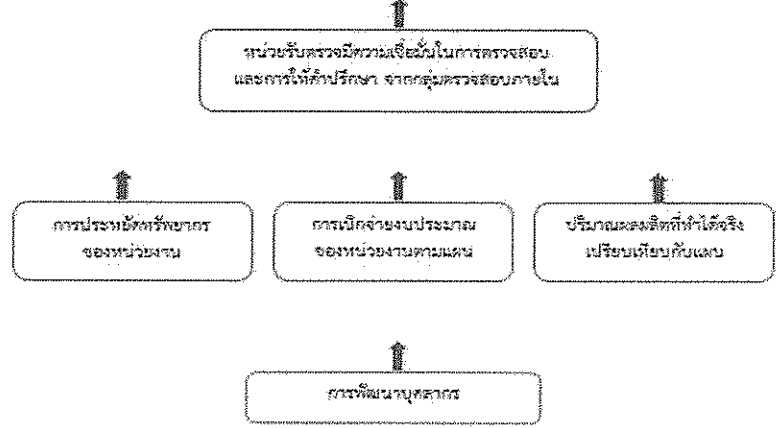 หน่วยรับตรวจมีความเชื่อมั่นในการตรวจสอบ
และการให้คำปรึกษา จากกลุ่มตรวจสอบภายใน
การประหยัดทรัพยากร
ของหน่วยงาน
การเบิกจ่ายงบประมาณ
ของหน่วยงานตามแผน
ปริมาณผลผลิตที่ทำได้จริง
เปรียบเทียบกับแผน
การพัฒนาบุคลากร